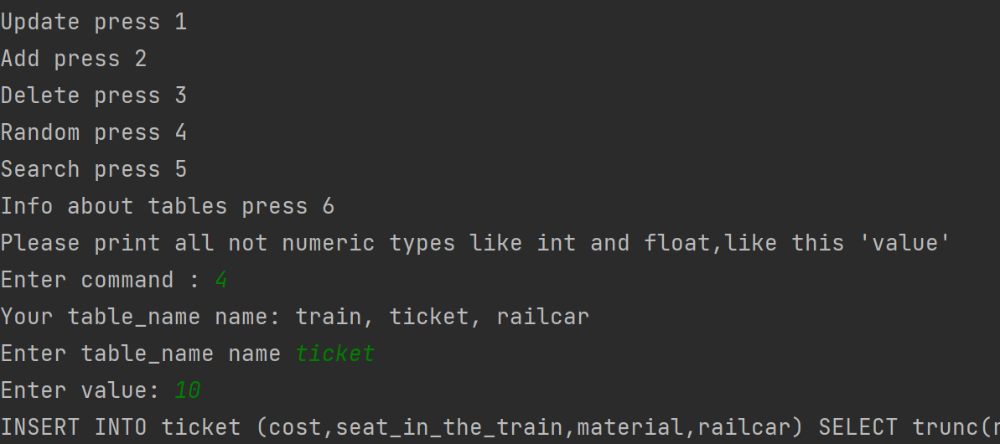 Update press 1
Add press 2
Delete press 3
Random press 4
Search press 5
Info about tables press 6
Please print all not numeric types like int and float,like this 'value'
Enter command : 4
Your table_name name: train, ticket, railcar
Enter table_name name ticket
Enter value: 10
INSERT INTO ticket (cost,seat_in_the_train,material,railcar) SELECT trunc(